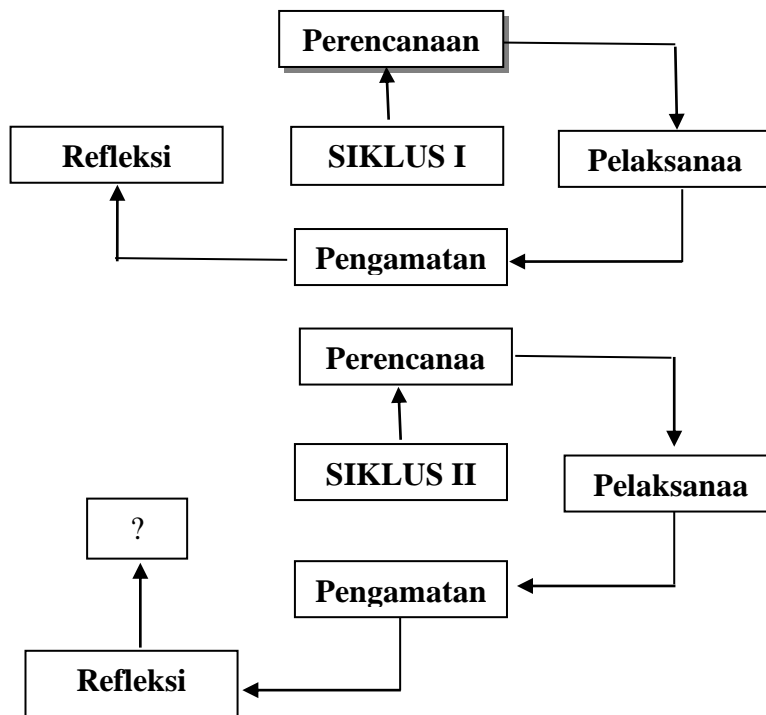 Perencanaan
Refleksi
SIKLUS I
Pelaksanaa
Pengamatan
Perencanaa
SIKLUS II
Pelaksanaa
?
Pengamatan
Refleksi